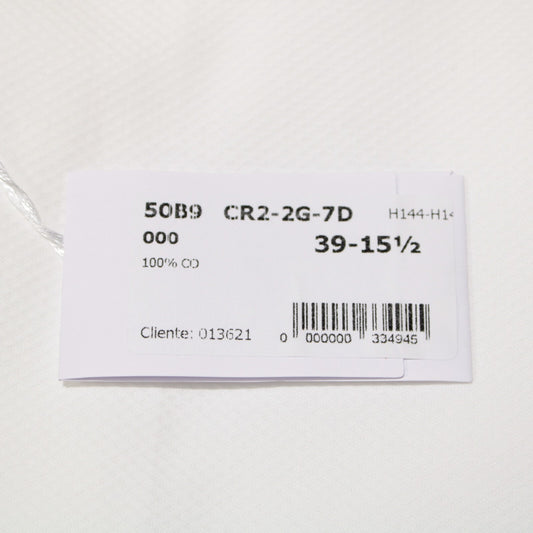 50B9 CR2-2G-7D H144-H14
000 39-15½
100% CO
Cliente: 013621
0 000000 334945